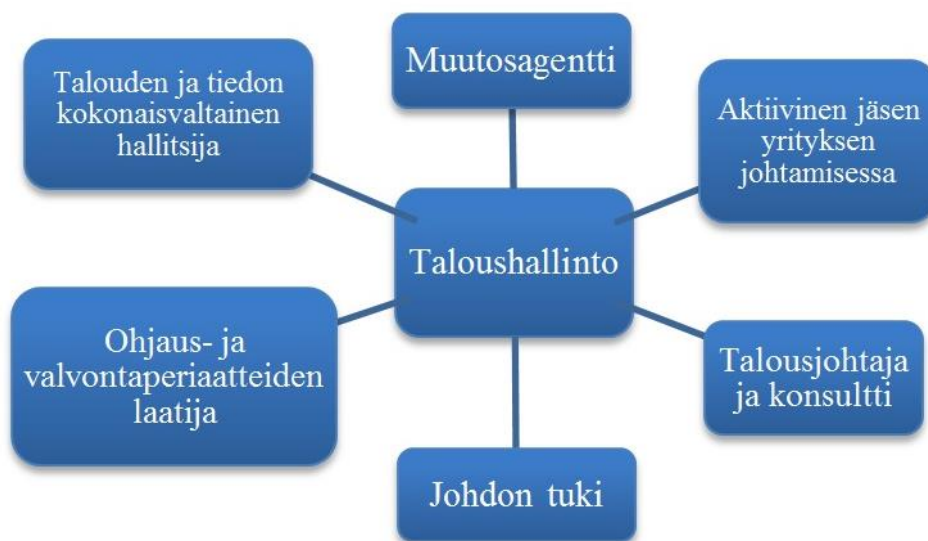 Muutosagentti
Talouden ja tiedon
kokonaisvaltainen
hallitsija
Aktiivinen jäsen
yrityksen
johtamisessa
Taloushallinto
Ohjaus- ja
valvontaperiaatteiden
laatija
Talousjohtaja
ja konsultti
Johdon tuki